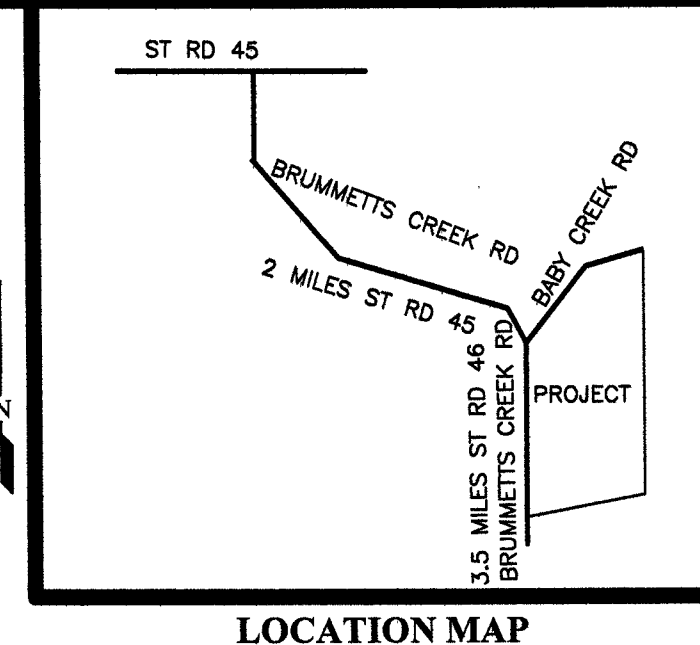 ST RD 45
BRUMMETTS CREEK RD
BABY CREEK RD
2 MILES ST RD 45
3.5 MILES ST RD 46
BRUMMETTS CREEK RD
PROJECT
N
LOCATION MAP